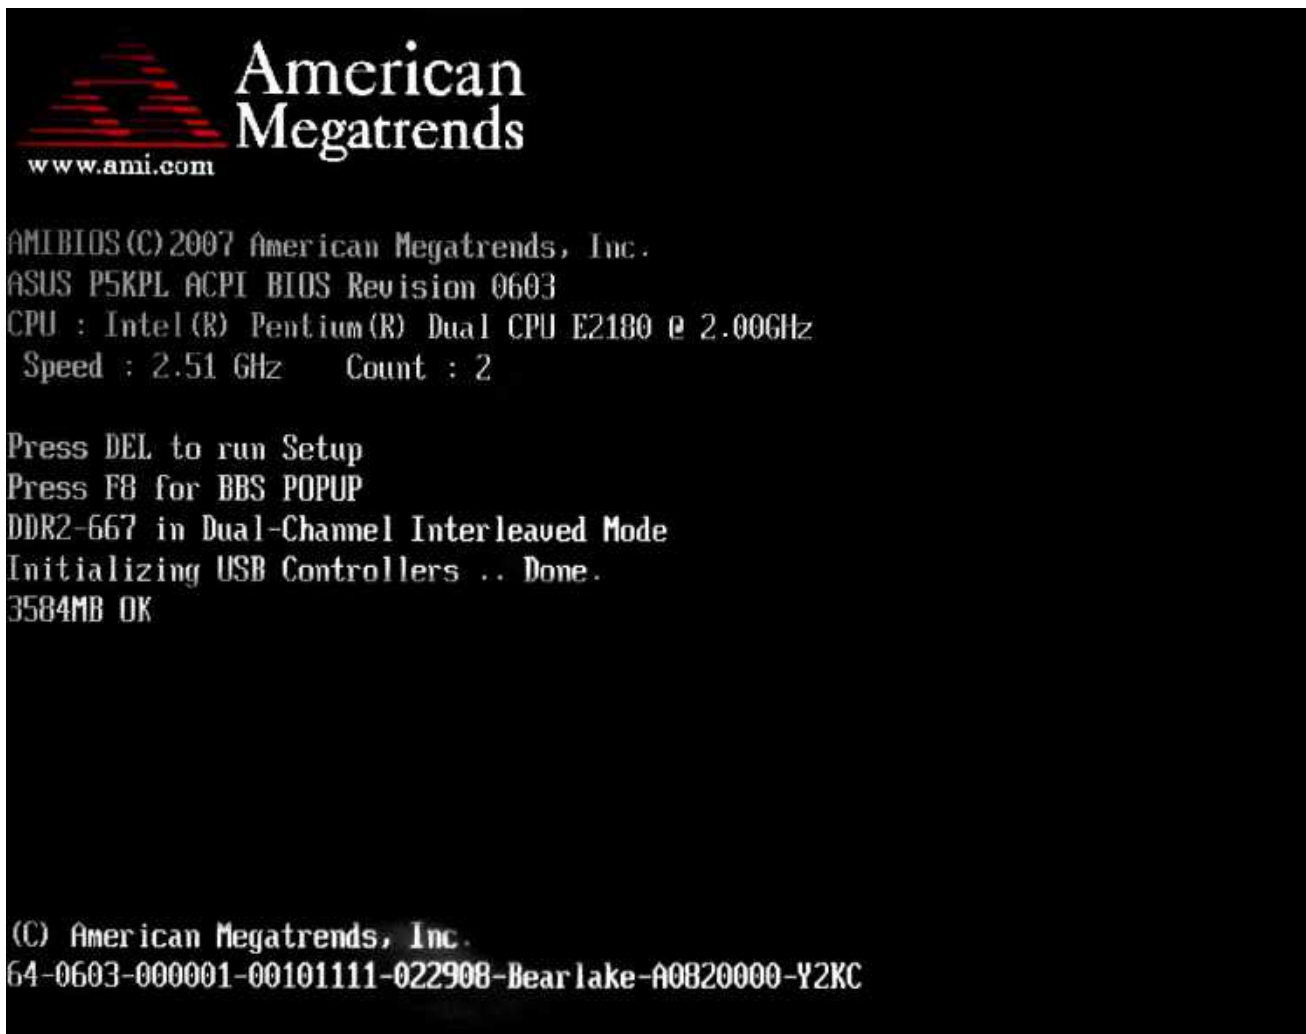 American
Megatrends
www.ami.com
AMIBIOS(C)2007 American Megatrends, Inc.
ASUS P5KPL ACPI BIOS Revision 0603
CPU : Intel(R) Pentium(R) Dual CPU E2180 @ 2.00GHz
Speed : 2.51 GHz Count : 2
Press DEL to run Setup
Press F8 for BBS POPUP
DDR2-667 in Dual-Channel Interleaved Mode
Initializing USB Controllers .. Done.
3584MB OK
(C) American Megatrends, Inc.
64-0603-000001-00101111-022908-Bearlake-A0820000-Y2KC